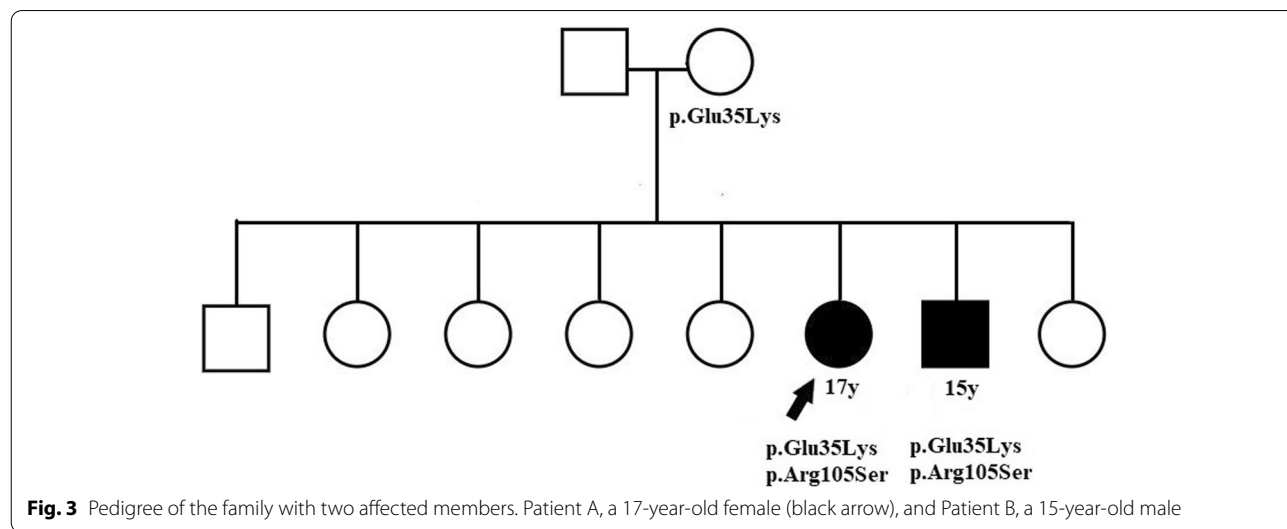 p.Glu35Lys
17y
15y
p.Glu35Lys
p.Arg105Ser
p.Glu35Lys
p.Arg105Ser
Fig. 3 Pedigree of the family with two affected members. Patient A, a 17-year-old female (black arrow), and Patient B, a 15-year-old male